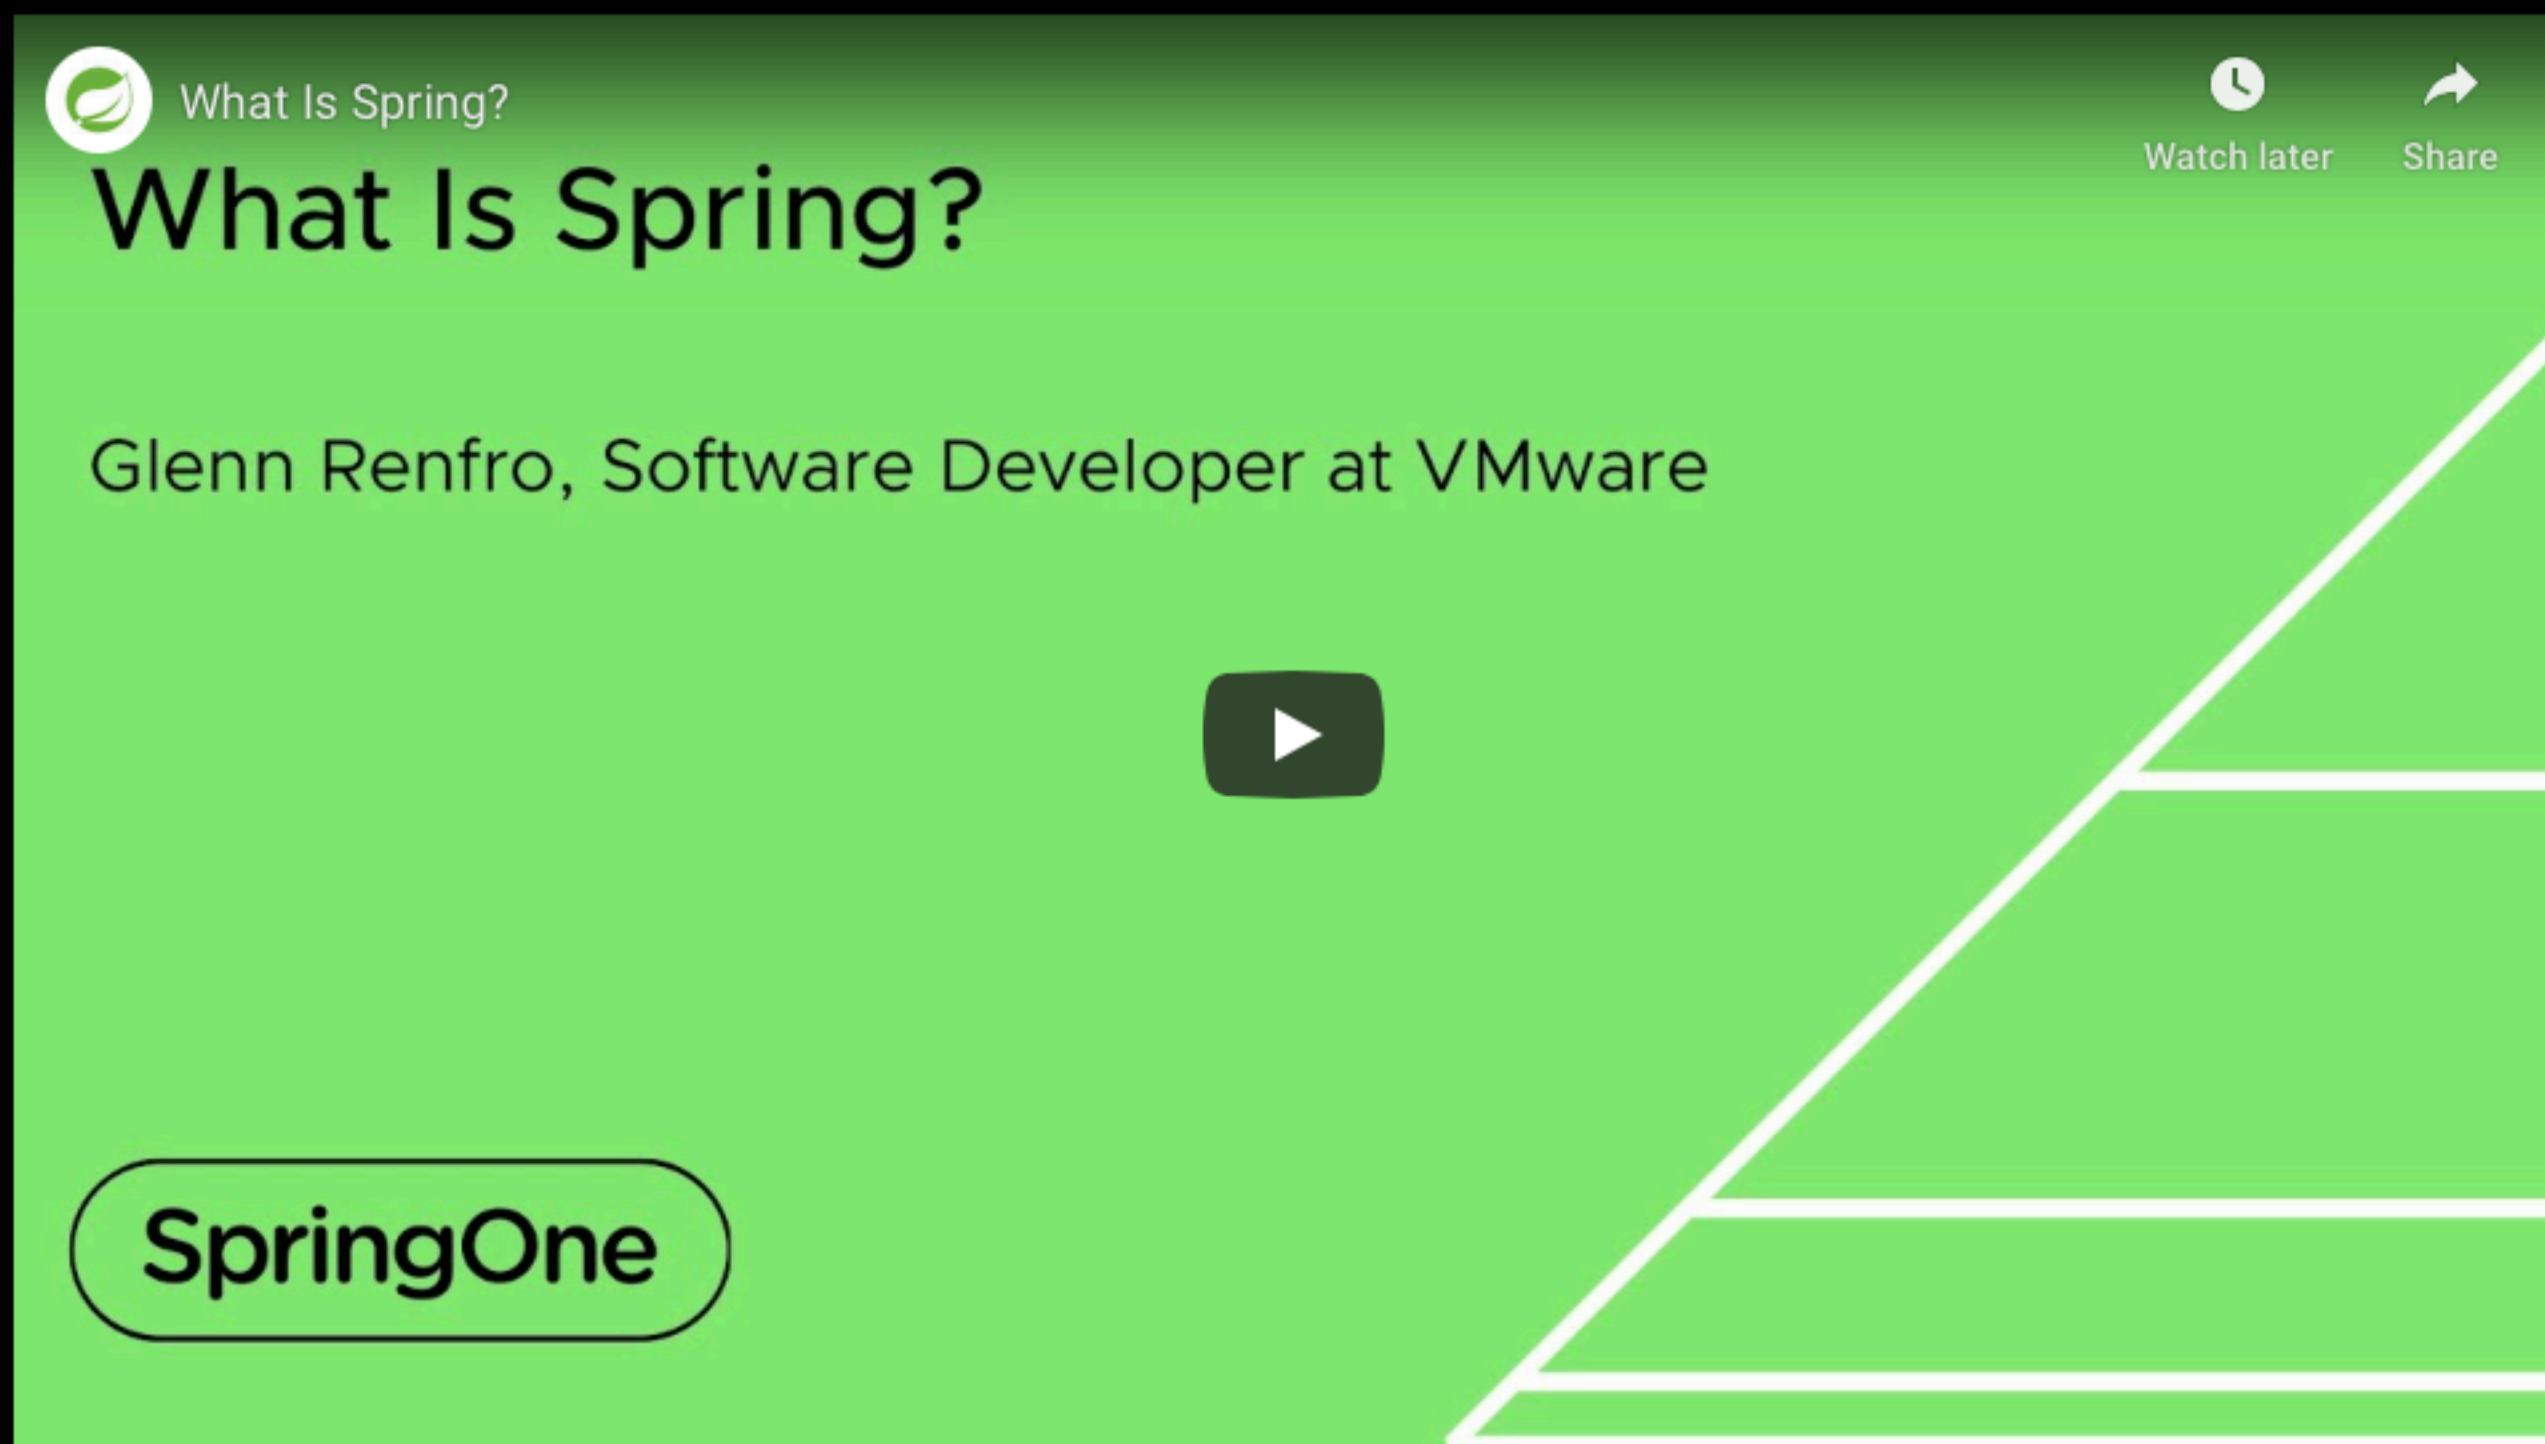 What Is Spring?
Watch later
Share
What Is Spring?
Glenn Renfro, Software Developer at VMware
SpringOne